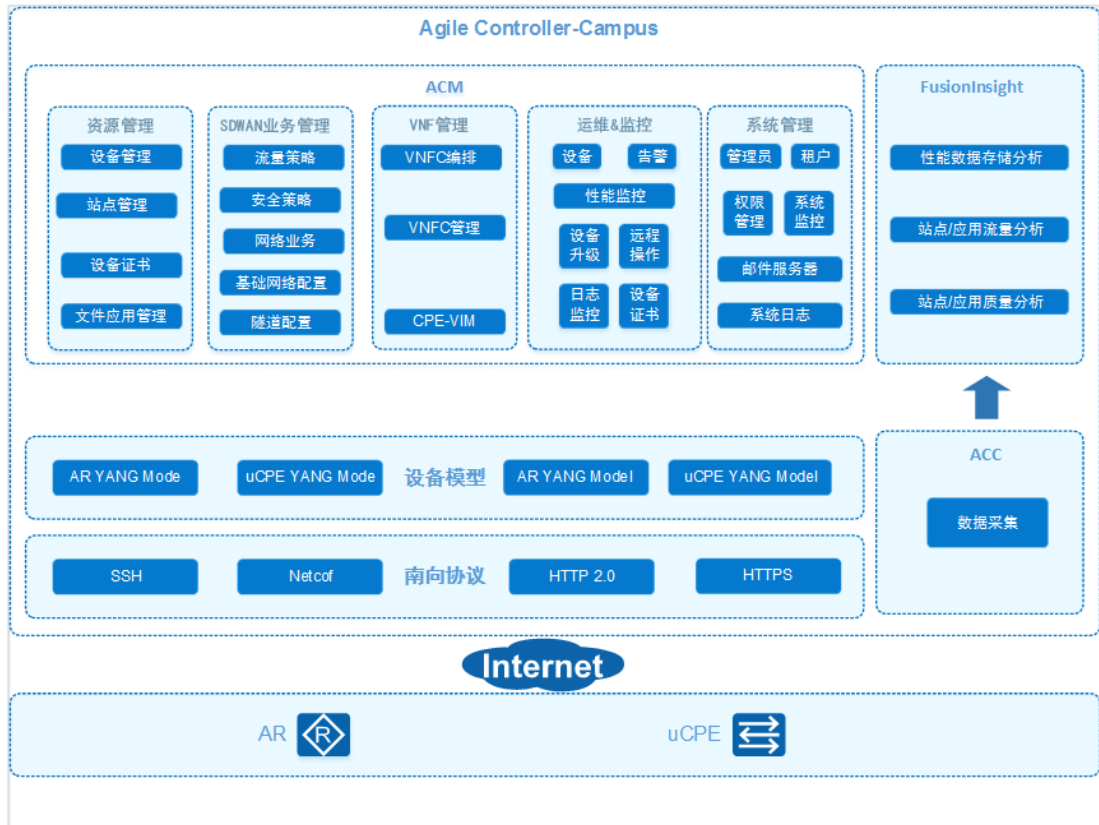 Agile Controller-Campus
ACM
资源管理
设备管理
站点管理
设备证书
文件应用管理
SDWAN业务管理
流量策略
安全策略
网络业务
基础网络配置
隧道配置
VNF管理
VNFC编排
VNFC管理
CPE-VIM
运维&监控
设备
告警
性能监控
设备
升级
远程
操作
日志
监控
设备
证书
系统管理
管理员
租户
权限
管理
系统
监控
邮件服务器
系统日志
FusionInsight
性能数据存储分析
站点/应用流量分析
站点/应用质量分析
AR YANG Mode
uCPE YANG Mode
设备模型
AR YANG Model
uCPE YANG Model
SSH
Netcof
南向协议
HTTP 2.0
HTTPS
ACC
数据采集
Internet
AR
R
uCPE